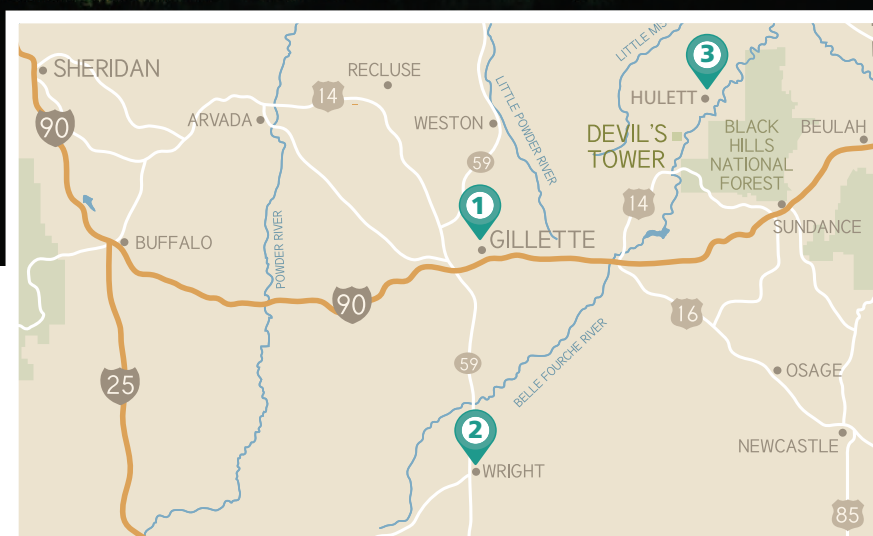 SHERIDAN
90
RECLUSE
14
ARVADA
WESTON
59
LITTLE POWDER RIVER
LITTLE MIS
3
HULETT
DEVIL'S
TOWER
BLACK
HILLS
NATIONAL
FOREST
BEULAH
14
SUNDANCE
1
GILLETTE
BUFFALO
POWDER RIVER
90
16
59
25
BELLE FOURCHE RIVER
OSAGE
2
WRIGHT
NEWCASTLE
85